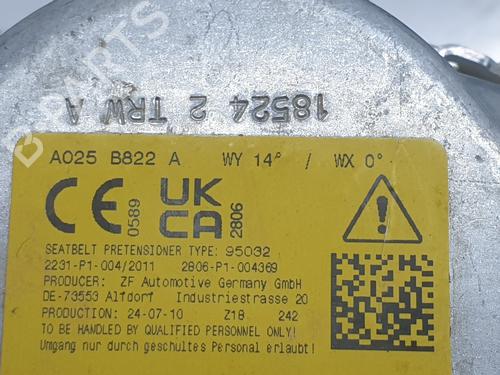 B PARTS
18524 2 TRW A
A025 B822 A WY 14° / WX 0°
CE 0589 UK CA 2806
SEATBELT PRETENSIONER TYPE: 95032
2231-P1-004/2011 2806-P1-004369
PRODUCER: ZF Automotive Germany GmbH
DE-73553 Alfdorf Industriestrasse 20
PRODUCTION: 24-07-10 Z18 242
TO BE HANDLED BY QUALIFIED PERSONNEL ONLY!
Umgang nur durch geschultes Personal erlaubt!